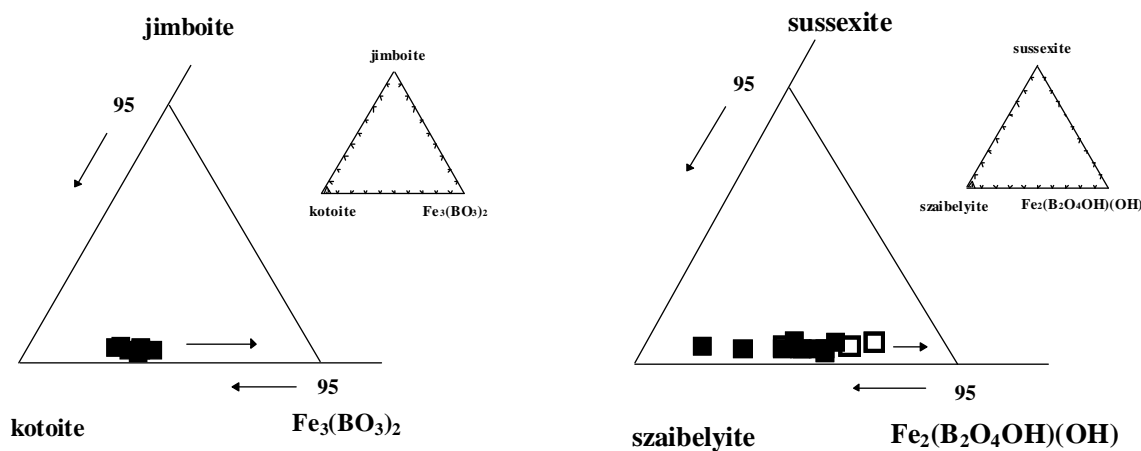 jimboite
95
jimboite
kotoite
Fe₃(BO₃)₂
95
kotoite
Fe₃(BO₃)₂
sussexite
95
sussexite
szaibelyite
Fe₂(B₂O₄OH)(OH)
95
szaibelyite
Fe₂(B₂O₄OH)(OH)